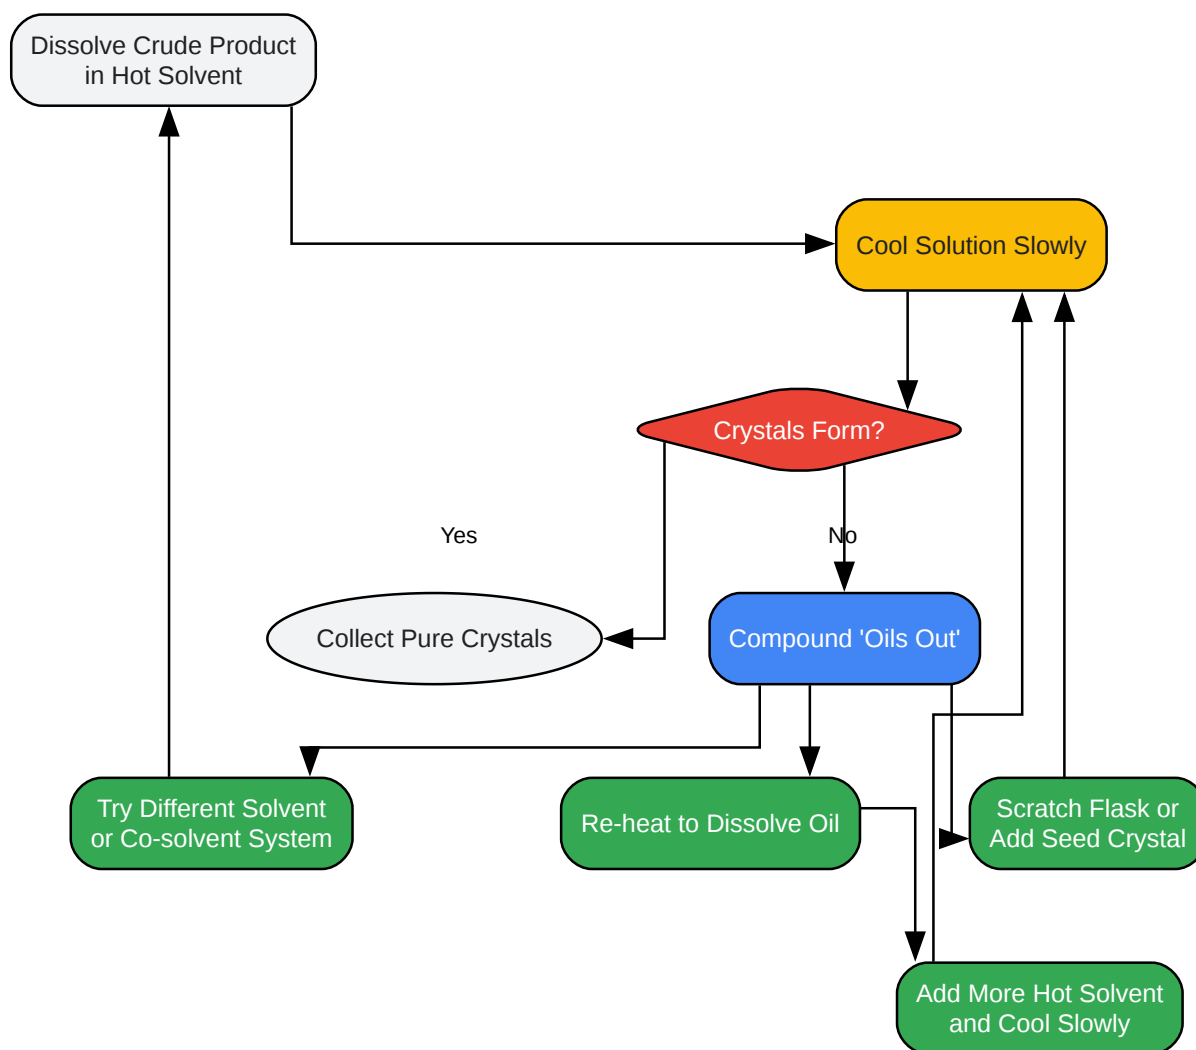 Dissolve Crude Product
in Hot Solvent
Cool Solution Slowly
Crystals Form?
Yes
No
Collect Pure Crystals
Compound 'Oils Out'
Try Different Solvent
or Co-solvent System
Re-heat to Dissolve Oil
Scratch Flask or
Add Seed Crystal
Add More Hot Solvent
and Cool Slowly